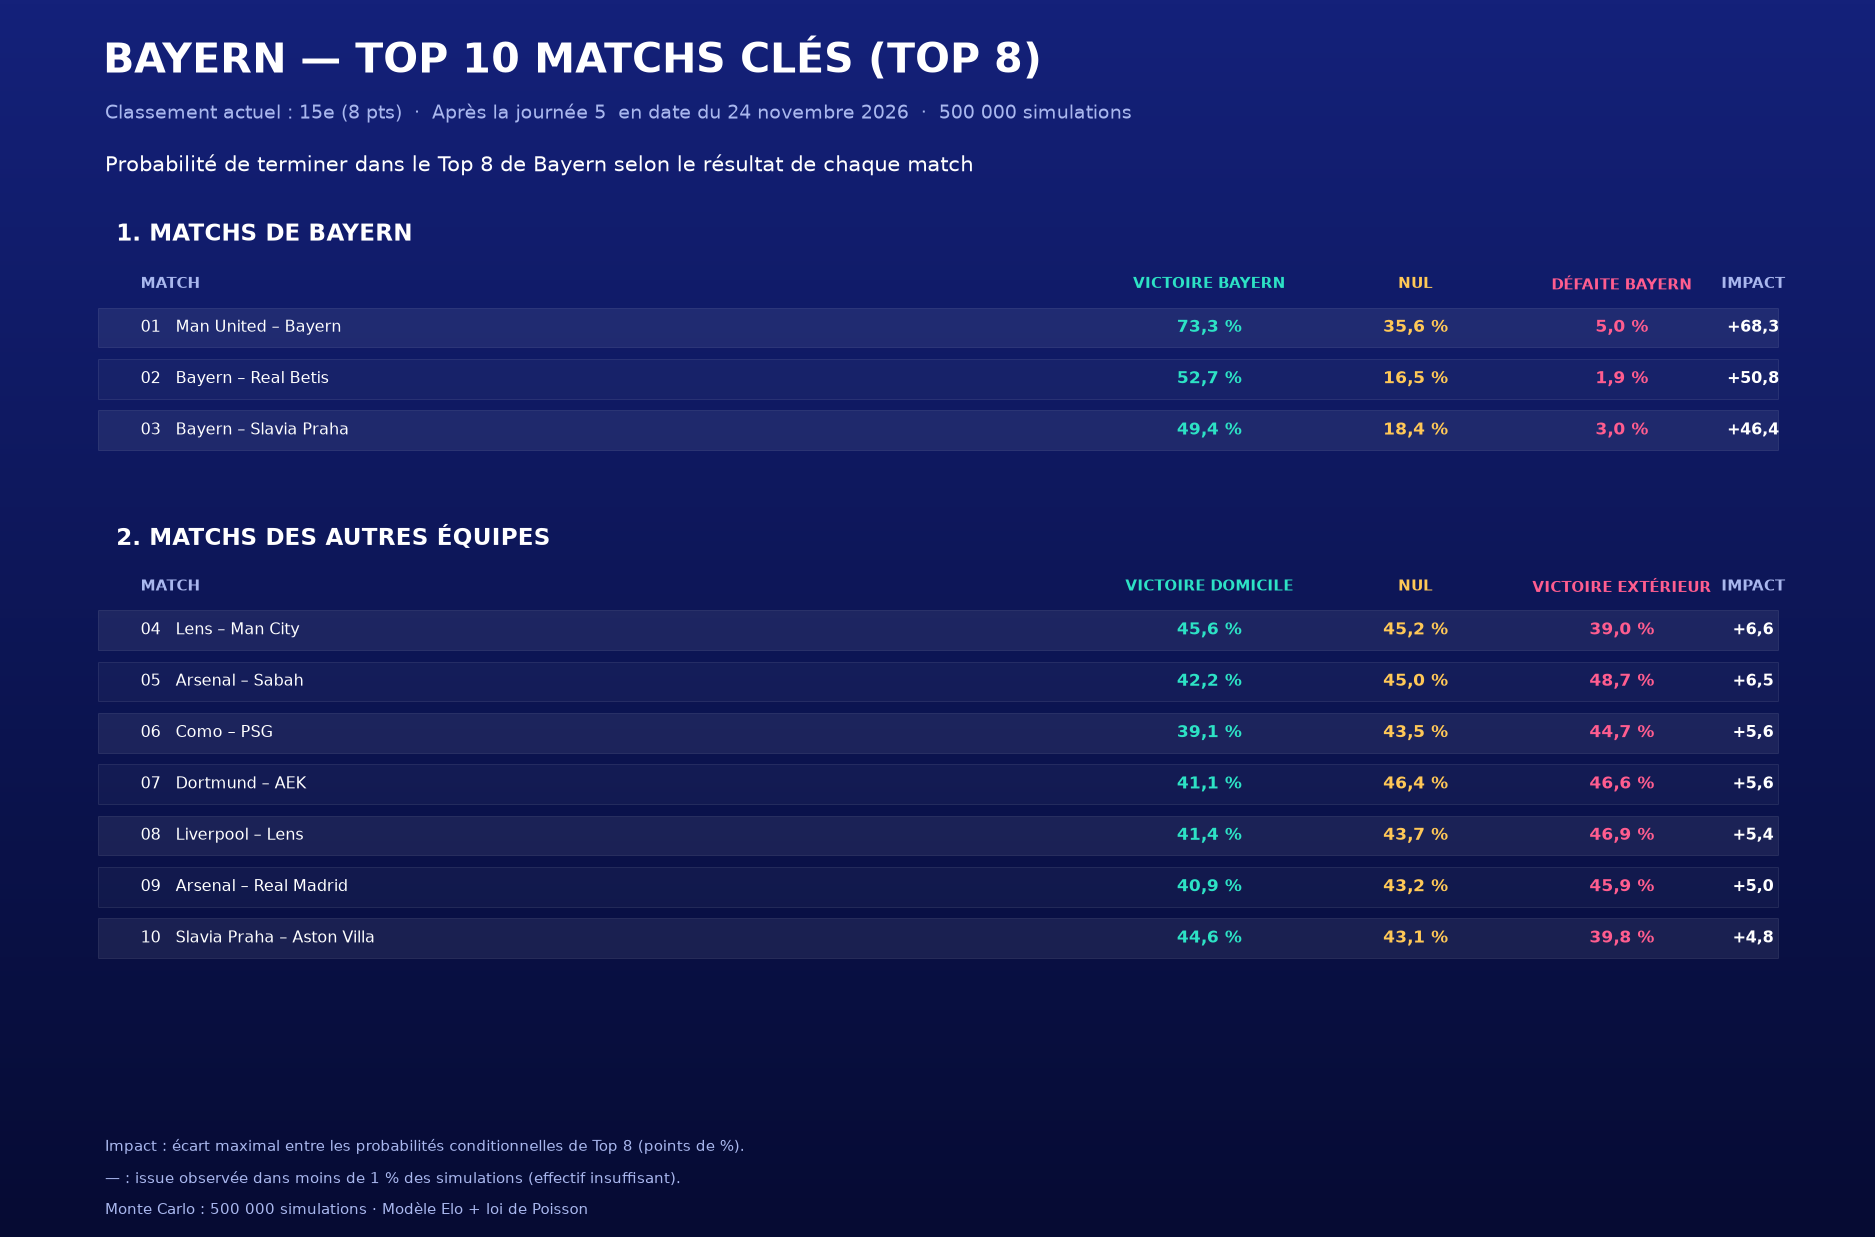 BAYERN — TOP 10 MATCHS CLÉS (TOP 8)
Classement actuel : 15e (8 pts) · Après la journée 5 en date du 24 novembre 2026 · 500 000 simulations
Probabilité de terminer dans le Top 8 de Bayern selon le résultat de chaque match
1. MATCHS DE BAYERN
MATCH VICTOIRE BAYERN NUL DÉFAITE BAYERN IMPACT
01 Man United – Bayern 73,3 % 35,6 % 5,0 % +68,3
02 Bayern – Real Betis 52,7 % 16,5 % 1,9 % +50,8
03 Bayern – Slavia Praha 49,4 % 18,4 % 3,0 % +46,4
2. MATCHS DES AUTRES ÉQUIPES
MATCH VICTOIRE DOMICILE NUL VICTOIRE EXTÉRIEUR IMPACT
04 Lens – Man City 45,6 % 45,2 % 39,0 % +6,6
05 Arsenal – Sabah 42,2 % 45,0 % 48,7 % +6,5
06 Como – PSG 39,1 % 43,5 % 44,7 % +5,6
07 Dortmund – AEK 41,1 % 46,4 % 46,6 % +5,6
08 Liverpool – Lens 41,4 % 43,7 % 46,9 % +5,4
09 Arsenal – Real Madrid 40,9 % 43,2 % 45,9 % +5,0
10 Slavia Praha – Aston Villa 44,6 % 43,1 % 39,8 % +4,8
Impact : écart maximal entre les probabilités conditionnelles de Top 8 (points de %).
— : issue observée dans moins de 1 % des simulations (effectif insuffisant).
Monte Carlo : 500 000 simulations · Modèle Elo + loi de Poisson